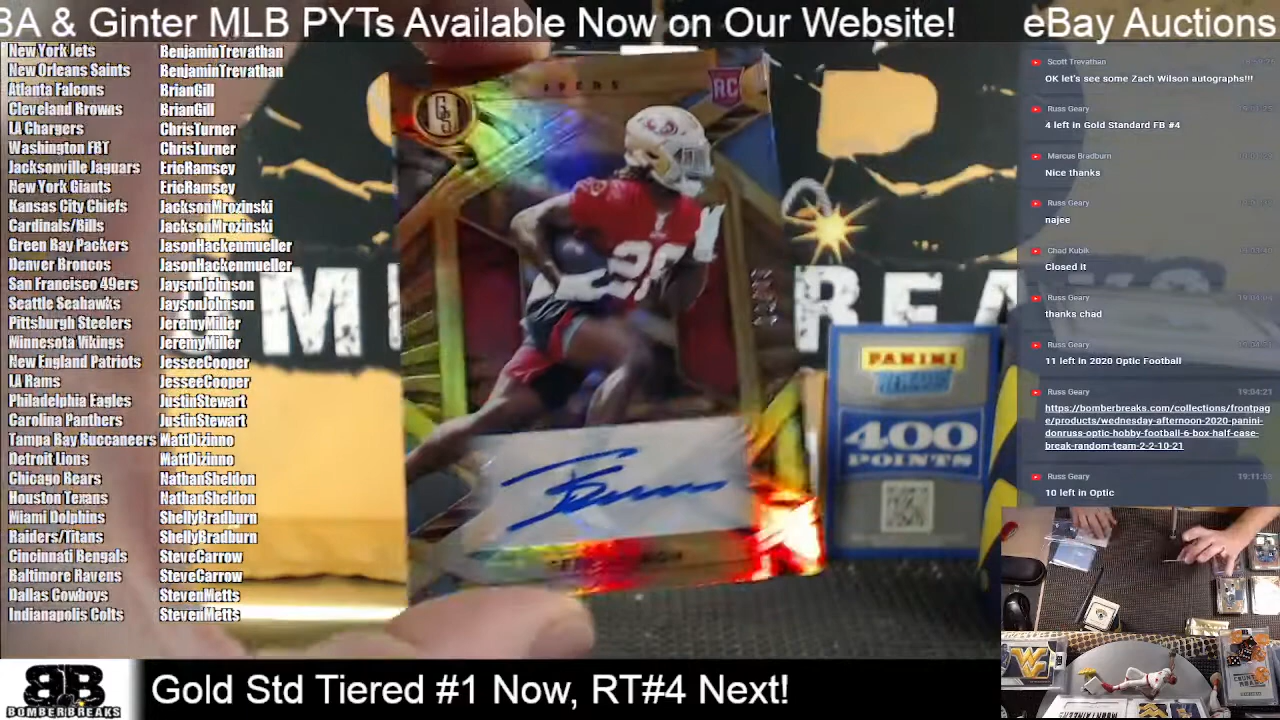 BA & Ginter MLB PYTs Available Now on Our Website! eBay Auctions
New York Jets BenjaminTrevathan
New Orleans Saints BenjaminTrevathan
Atlanta Falcons BrianGill
Cleveland Browns BrianGill
LA Chargers ChrisTurner
Washington FBT ChrisTurner
Jacksonville Jaguars EricRamsey
New York Giants EricRamsey
Kansas City Chiefs JacksonMrozinski
Cardinals/Bills JacksonMrozinski
Green Bay Packers JasonHackenmueller
Denver Broncos JasonHackenmueller
San Francisco 49ers JaysonJohnson
Seattle Seahawks JaysonJohnson
Pittsburgh Steelers JeremyMiller
Minnesota Vikings JeremyMiller
New England Patriots JesseeCooper
LA Rams JesseeCooper
Philadelphia Eagles JustinStewart
Carolina Panthers JustinStewart
Tampa Bay Buccaneers MattDizinno
Detroit Lions MattDizinno
Chicago Bears NathanSheldon
Houston Texans NathanSheldon
Miami Dolphins ShellyBradburn
Raiders/Titans ShellyBradburn
Cincinnati Bengals SteveCarrow
Baltimore Ravens SteveCarrow
Dallas Cowboys StevenMetts
Indianapolis Colts StevenMetts
RC
GS
28
PANINI
400
POINTS
Scott Trevathan
OK let's see some Zach Wilson autographs!!!
Russ Geary
4 left in Gold Standard FB #4
Marcus Bradburn
Nice thanks
Russ Geary
najee
Chad Kubik
Closed it
Russ Geary
thanks chad
Russ Geary
11 left in 2020 Optic Football
Russ Geary 19:04:21
https://bomberbreaks.com/collections/frontpag
e/products/wednesday-afternoon-2020-panini-
donruss-optic-hobby-football-6-box-half-case-
break-random-team-2-2-10-21
Russ Geary 19:11:55
10 left in Optic
BB
BOMBERBREAKS
Gold Std Tiered #1 Now, RT#4 Next!